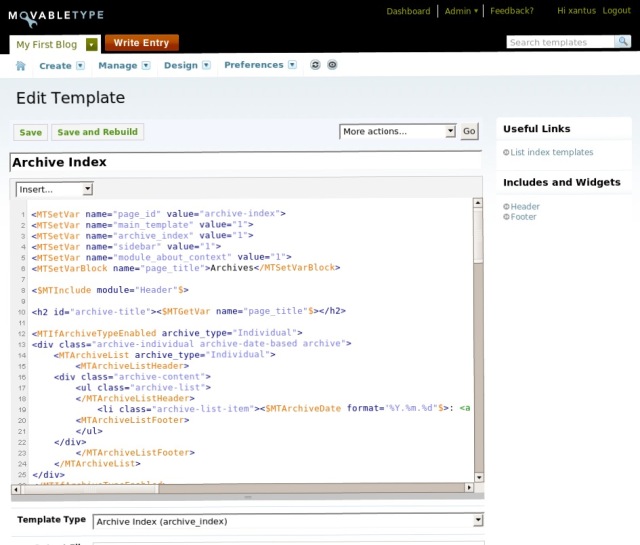 MOVABLETYPE
Dashboard Admin Feedback? Hi xantus Logout
My First Blog Write Entry Search templates
Create Manage Design Preferences
Edit Template
Save Save and Rebuild More actions... Go
Archive Index
Insert...
1 <MTSetVar name="page_id" value="archive-index">
2 <MTSetVar name="main_template" value="1">
3 <MTSetVar name="archive_index" value="1">
4 <MTSetVar name="sidebar" value="1">
5 <MTSetVar name="module_about_context" value="1">
6 <MTSetVarBlock name="page_title">Archives</MTSetVarBlock>
7
8 <$MTInclude module="Header"$>
9
10 <h2 id="archive-title"><$MTGetVar name="page_title"$></h2>
11
12 <MTIfArchiveTypeEnabled archive_type="Individual">
13 <div class="archive-individual archive-date-based archive">
14 <MTArchiveList archive_type="Individual">
15 <MTArchiveListHeader>
16 <div class="archive-content">
17 <ul class="archive-list">
18 </MTArchiveListHeader>
19 <li class="archive-list-item"><$MTArchiveDate format="%Y.%m.%d"$>: <a
20 <MTArchiveListFooter>
21 </ul>
22 </div>
23 </MTArchiveListFooter>
24 </MTArchiveList>
25 </div>
</MTIfArchiveTypeEnabled>
Template Type Archive Index (archive_index)
Useful Links
List index templates
Includes and Widgets
Header
Footer